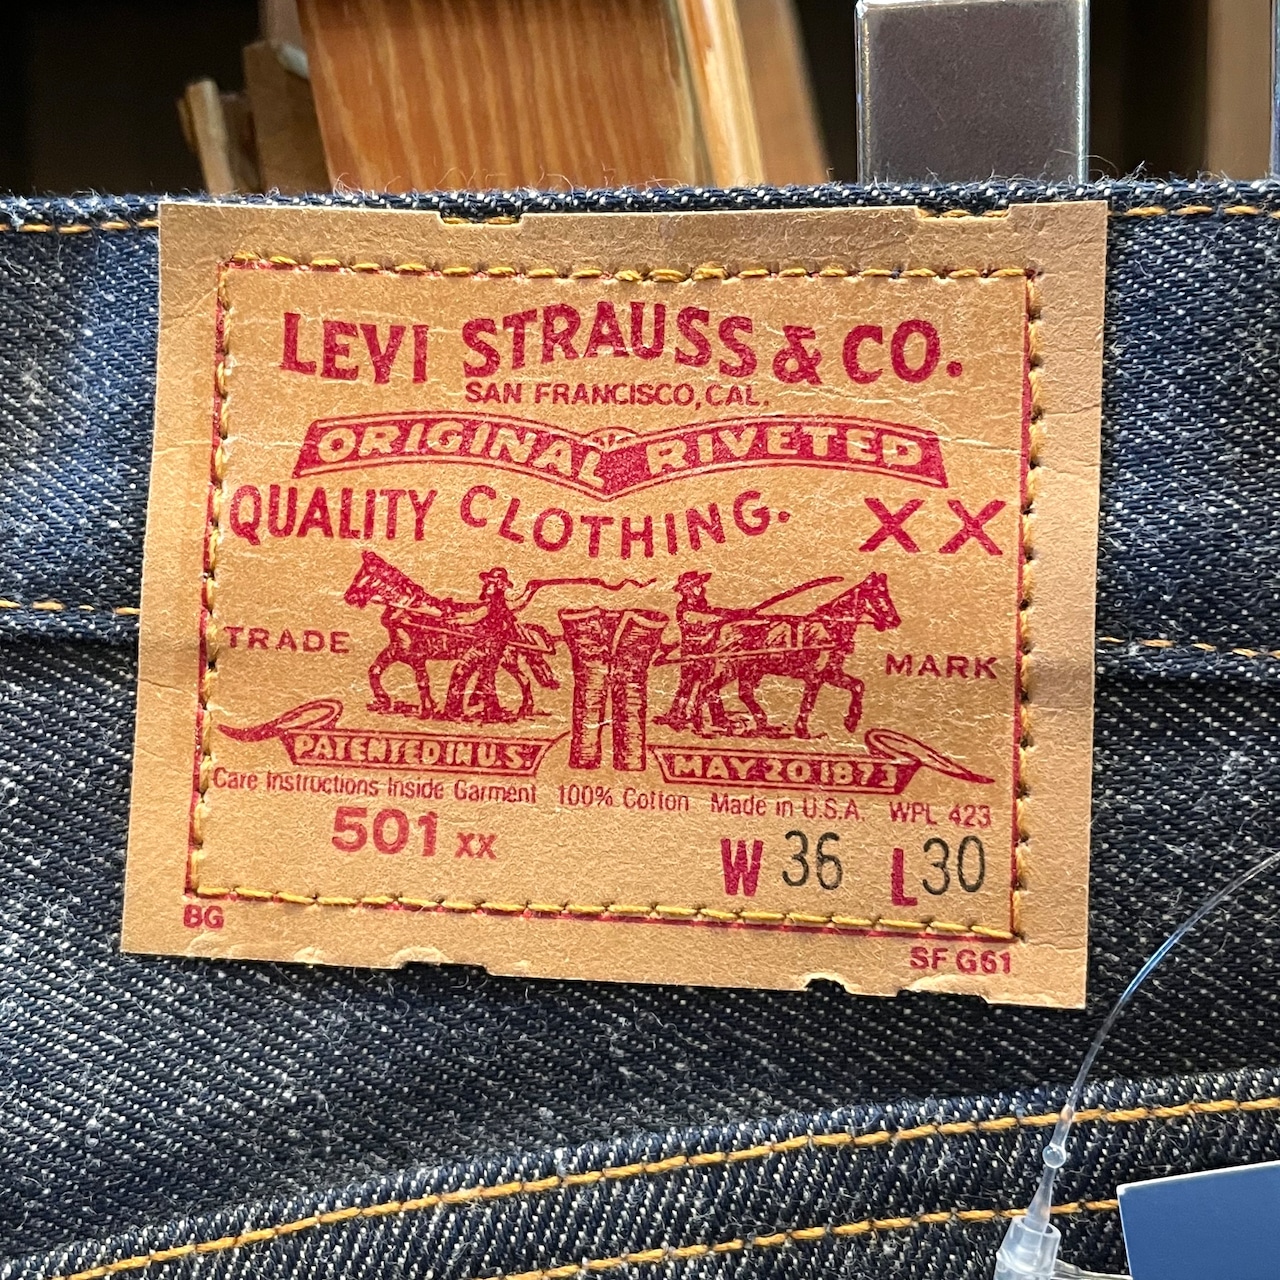 LEVI STRAUSS & CO.
SAN FRANCISCO, CAL.
ORIGINAL RIVETED
QUALITY CLOTHING. XX
TRADE MARK
PATENTED IN U.S. MAY 20 1873
Care Instructions Inside Garment 100% Cotton Made in U.S.A. WPL 423
501 XX W 36 L 30
BG SF G61